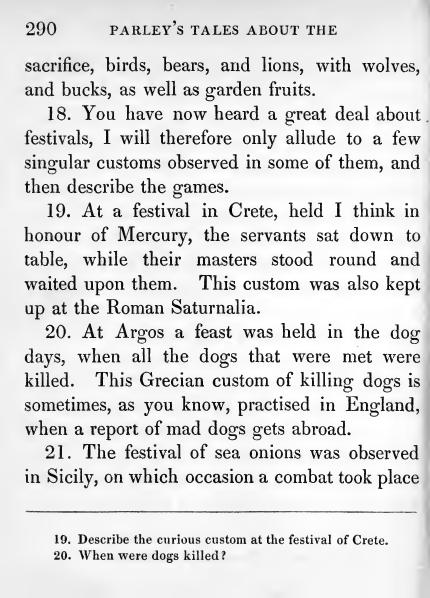 290 PARLEY'S TALES ABOUT THE
sacrifice, birds, bears, and lions, with wolves,
and bucks, as well as garden fruits.
18. You have now heard a great deal about
festivals, I will therefore only allude to a few
singular customs observed in some of them, and
then describe the games.
19. At a festival in Crete, held I think in
honour of Mercury, the servants sat down to
table, while their masters stood round and
waited upon them. This custom was also kept
up at the Roman Saturnalia.
20. At Argos a feast was held in the dog
days, when all the dogs that were met were
killed. This Grecian custom of killing dogs is
sometimes, as you know, practised in England,
when a report of mad dogs gets abroad.
21. The festival of sea onions was observed
in Sicily, on which occasion a combat took place
19. Describe the curious custom at the festival of Crete.
20. When were dogs killed?